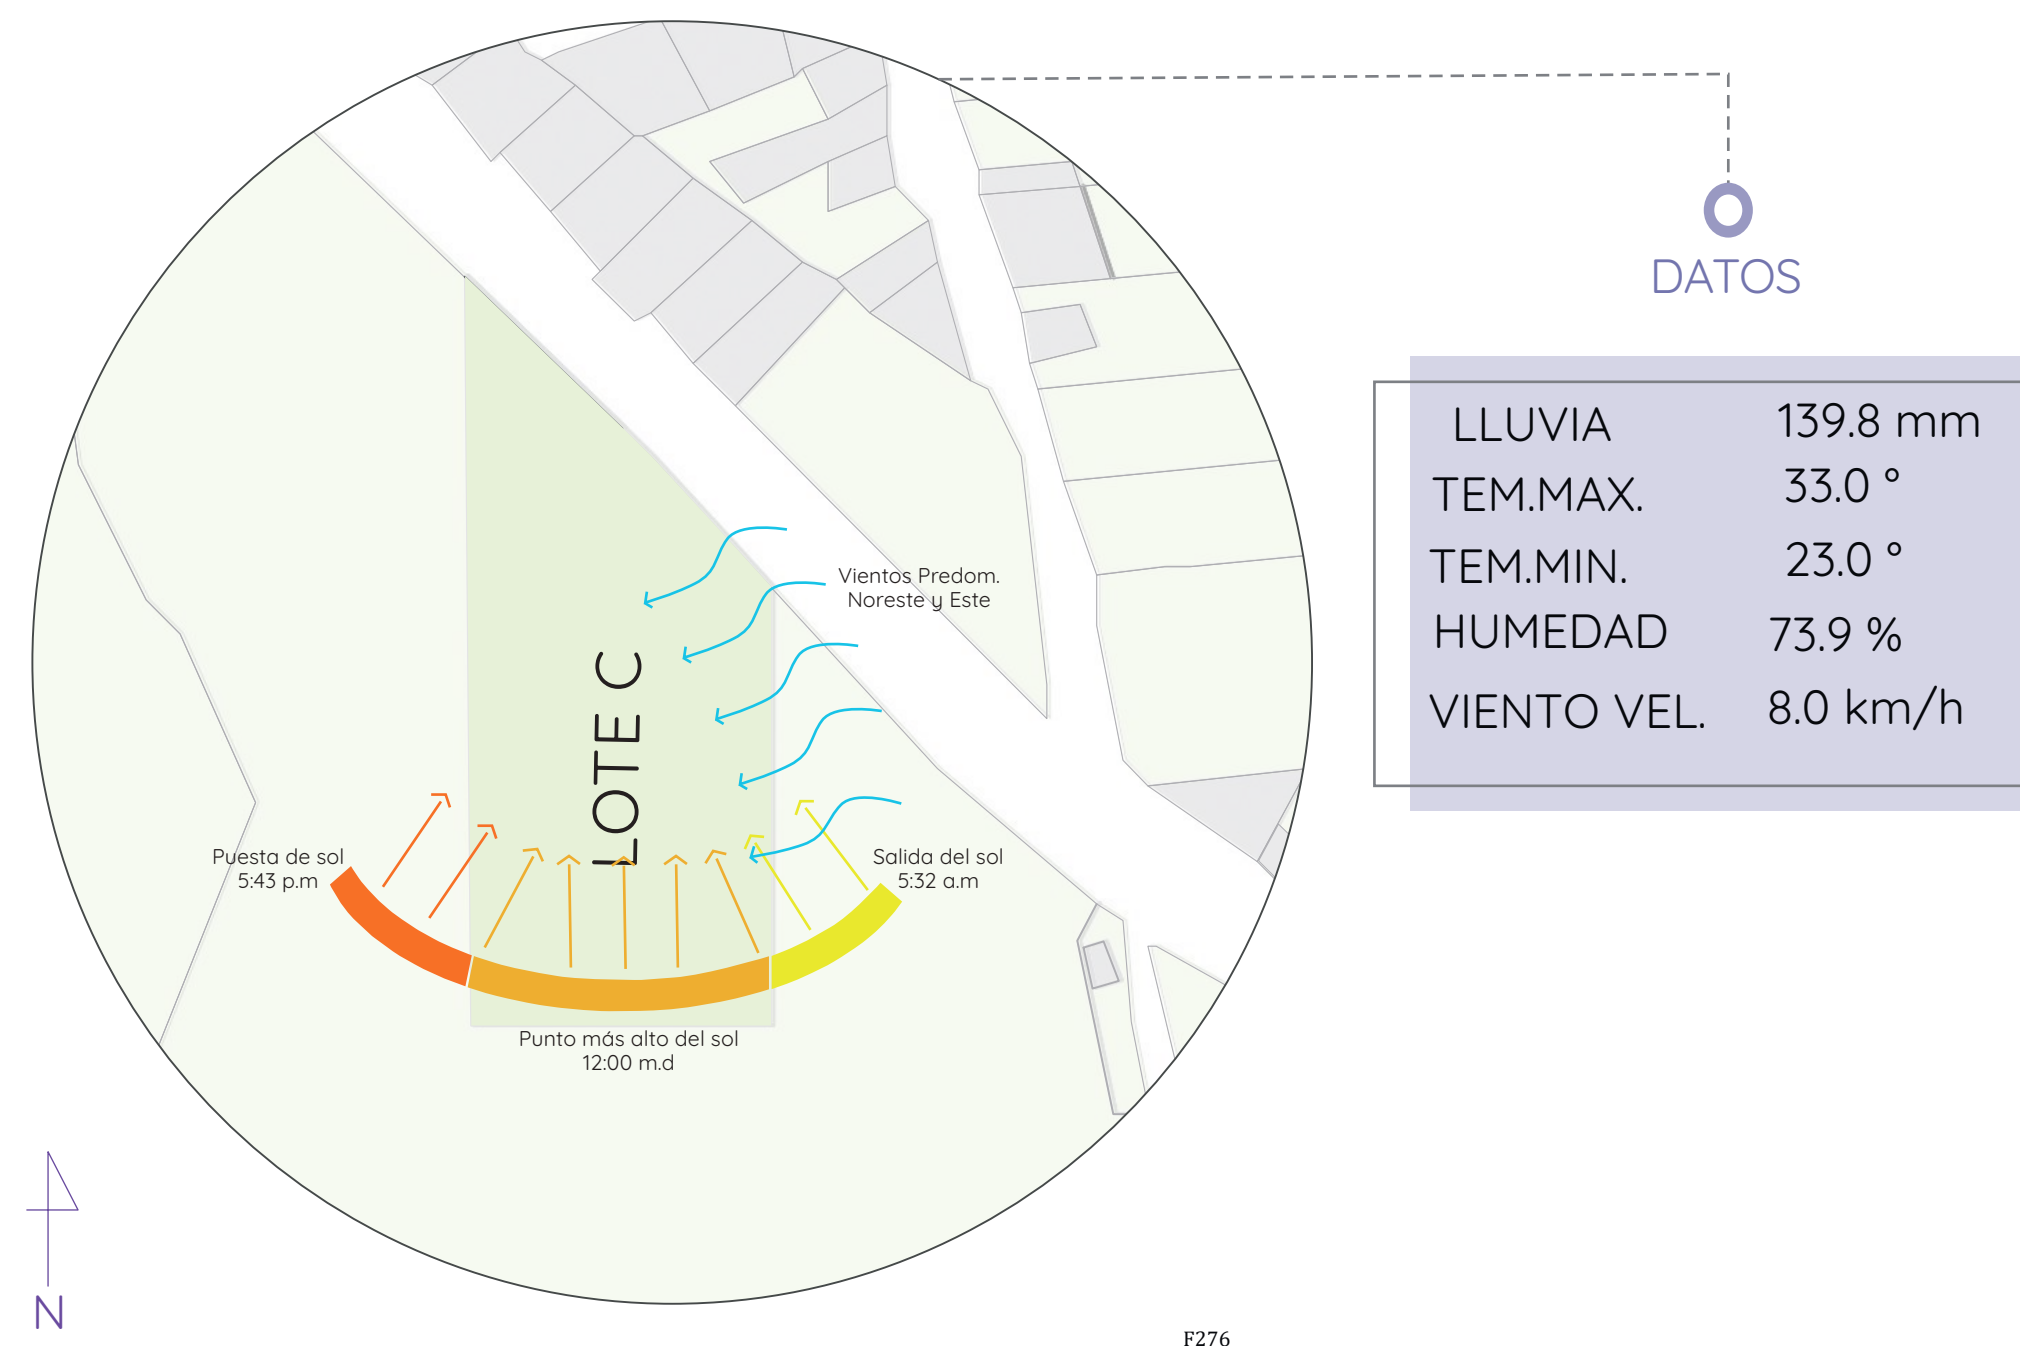 DATOS
LLUVIA 139.8 mm
TEM.MAX. 33.0 °
TEM.MIN. 23.0 °
HUMEDAD 73.9 %
VIENTO VEL. 8.0 km/h
Vientos Predom.
Noreste y Este
LOTE C
Puesta de sol
5:43 p.m
Salida del sol
5:32 a.m
Punto más alto del sol
12:00 m.d
N
F276